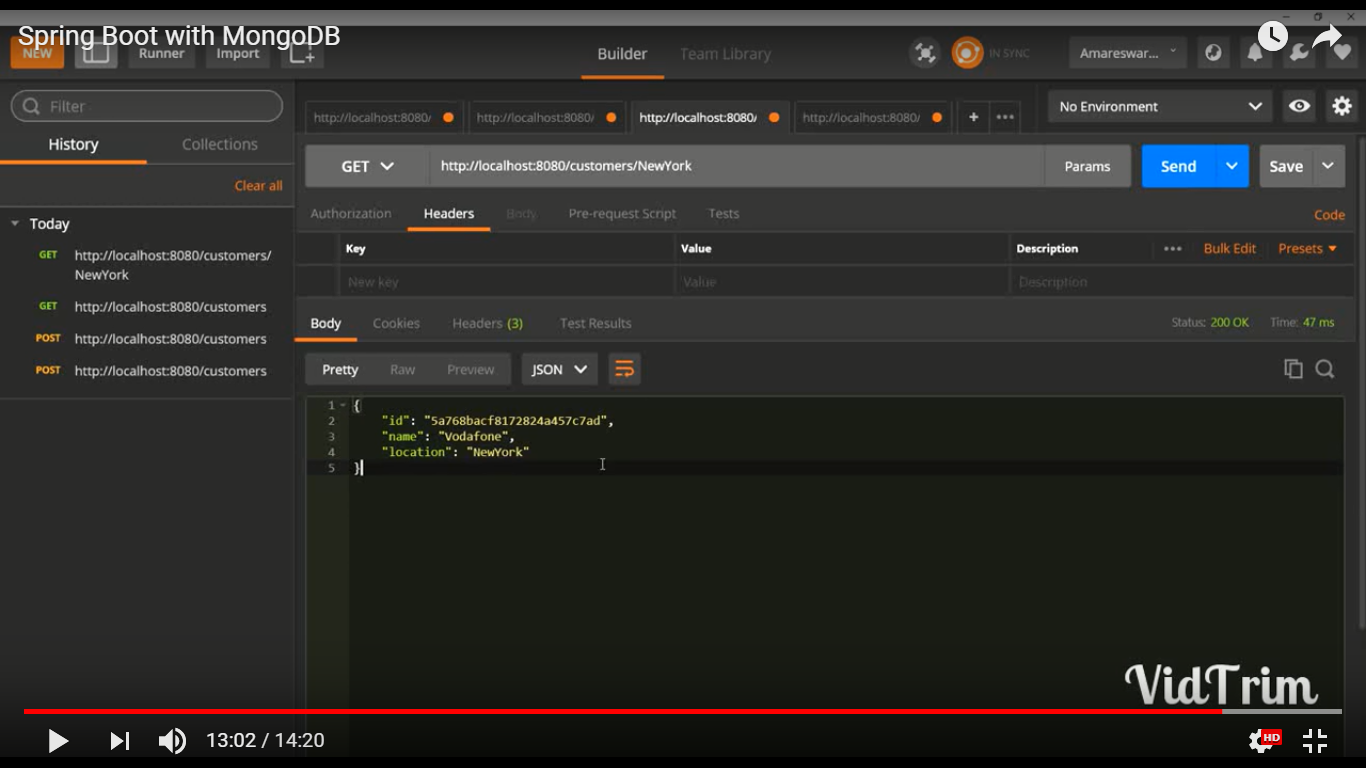 Spring Boot with MongoDB
NEW
Runner
Import
Builder
Team Library
IN SYNC
Amareswar...
Filter
History
Collections
Clear all
Today
GET http://localhost:8080/customers/
NewYork
GET http://localhost:8080/customers
POST http://localhost:8080/customers
POST http://localhost:8080/customers
http://localhost:8080/
http://localhost:8080/
http://localhost:8080/
http://localhost:8080/
+
•••
No Environment
GET
http://localhost:8080/customers/NewYork
Params
Send
Save
Authorization
Headers
Body
Pre-request Script
Tests
Code
Key
Value
Description
•••
Bulk Edit
Presets
New key
Value
Description
Body
Cookies
Headers (3)
Test Results
Status: 200 OK
Time: 47 ms
Pretty
Raw
Preview
JSON
1 {
2 "id": "5a768bacf8172824a457c7ad",
3 "name": "Vodafone",
4 "location": "NewYork"
5 }
VidTrim
13:02 / 14:20
HD